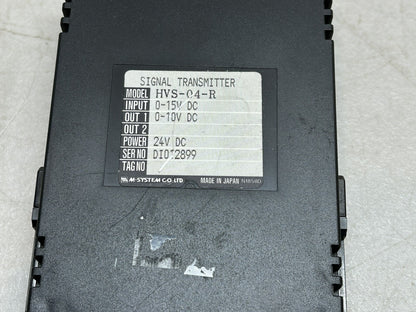 SIGNAL TRANSMITTER
MODEL HVS-04-R
INPUT 0-15V DC
OUT 1 0-10V DC
OUT 2
POWER 24V DC
SER NO DI012899
TAG NO
M-SYSTEM CO.,LTD MADE IN JAPAN